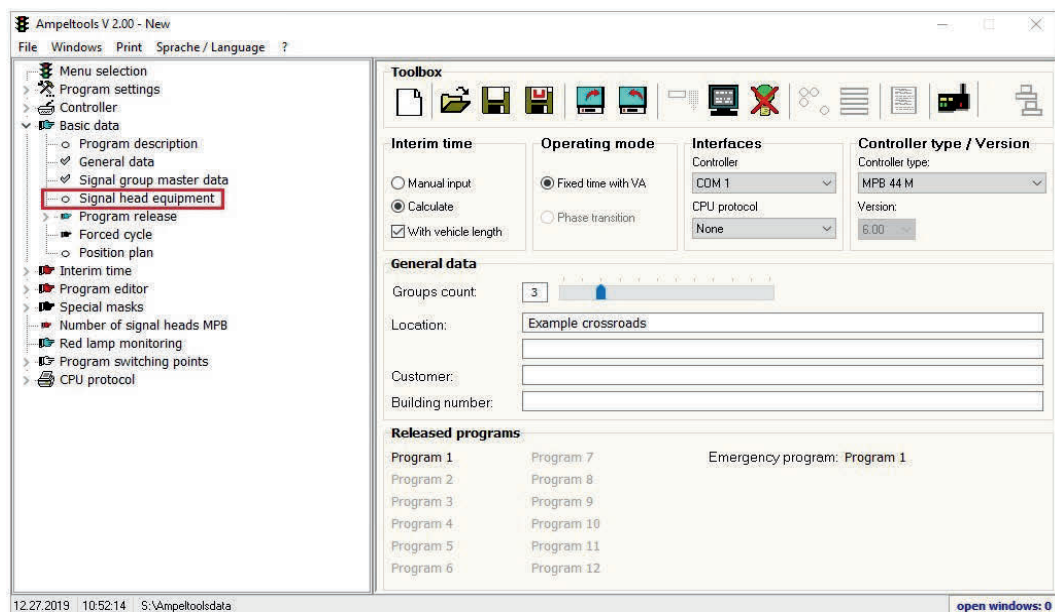 Ampeltools V 2.00 - New
File Windows Print Sprache / Language ?
Menu selection
Program settings
Controller
Basic data
Program description
General data
Signal group master data
Signal head equipment
Program release
Forced cycle
Position plan
Interim time
Program editor
Special masks
Number of signal heads MPB
Red lamp monitoring
Program switching points
CPU protocol
Toolbox
Interim time
Manual input
Calculate
With vehicle length
Operating mode
Fixed time with VA
Phase transition
Interfaces
Controller
COM 1
CPU protocol
None
Controller type / Version
Controller type:
MPB 44 M
Version:
6.00
General data
Groups count: 3
Location: Example crossroads
Customer:
Building number:
Released programs
Program 1 Program 7 Emergency program: Program 1
Program 2 Program 8
Program 3 Program 9
Program 4 Program 10
Program 5 Program 11
Program 6 Program 12
12.27.2019 10:52:14 S:\Ampeltoolsdata open windows: 0